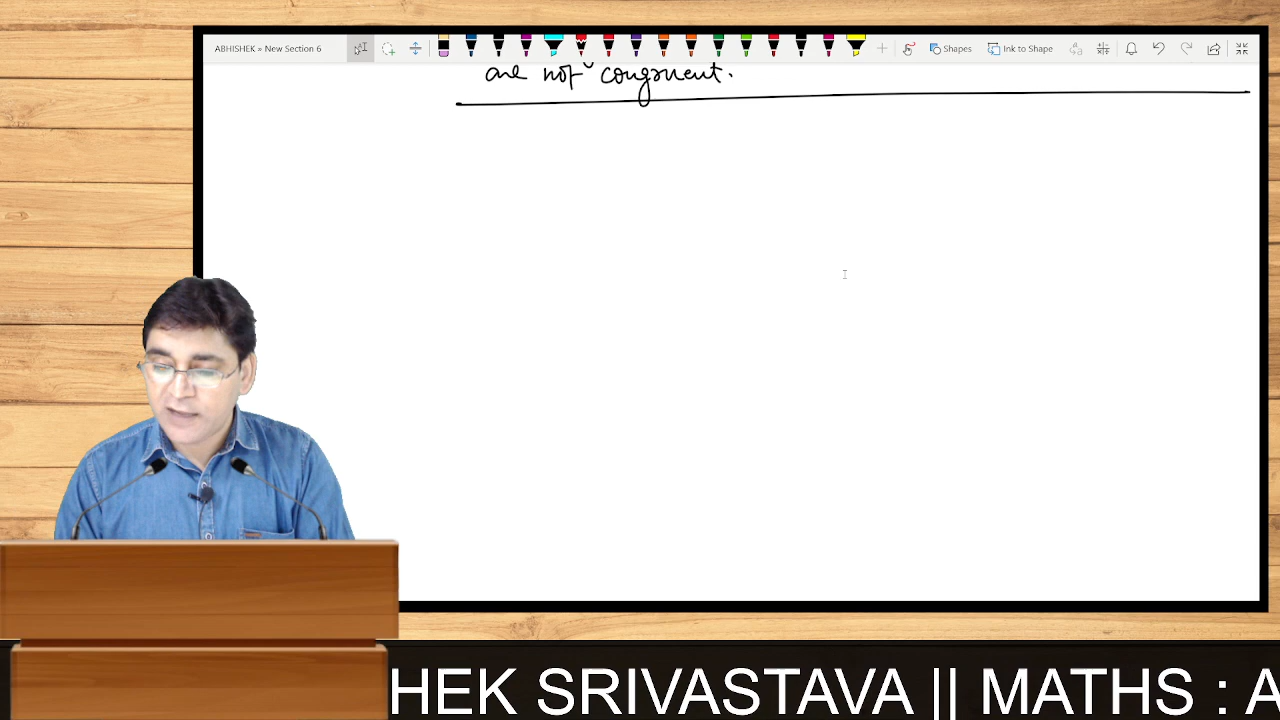 ABHISHEK » New Section 6
Shapes
Ink to Shape
are not congruent.
HEK SRIVASTAVA || MATHS : A